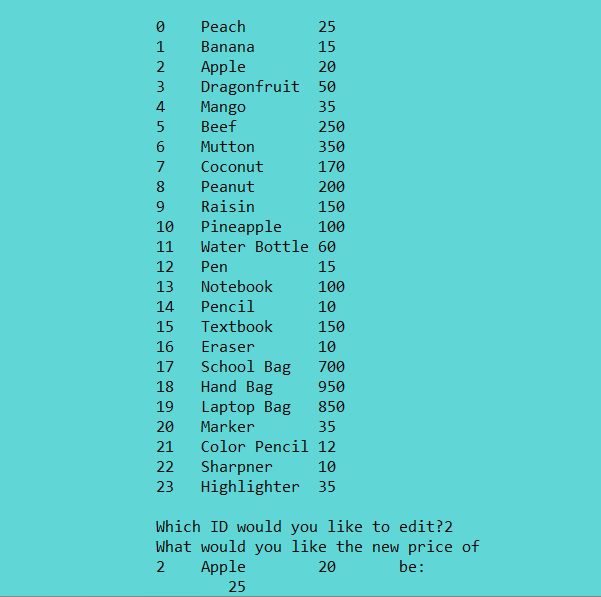 0 Peach 25
1 Banana 15
2 Apple 20
3 Dragonfruit 50
4 Mango 35
5 Beef 250
6 Mutton 350
7 Coconut 170
8 Peanut 200
9 Raisin 150
10 Pineapple 100
11 Water Bottle 60
12 Pen 15
13 Notebook 100
14 Pencil 10
15 Textbook 150
16 Eraser 10
17 School Bag 700
18 Hand Bag 950
19 Laptop Bag 850
20 Marker 35
21 Color Pencil 12
22 Sharpner 10
23 Highlighter 35
Which ID would you like to edit?2
What would you like the new price of
2 Apple 20 be:
25